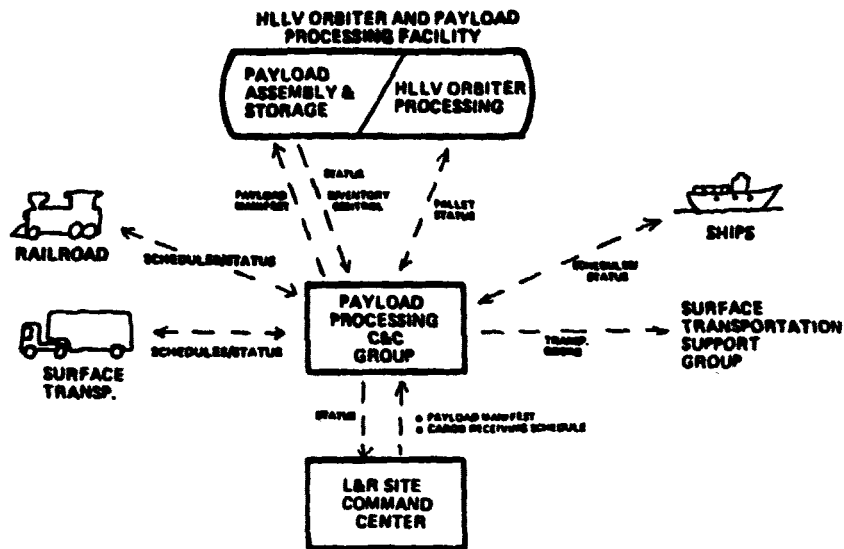 HLLV ORBITER AND PAYLOAD
PROCESSING FACILITY
PAYLOAD
ASSEMBLY &
STORAGE
HLLV ORBITER
PROCESSING
STATUS
PAYLOAD
MANIFEST
INVENTORY
CONTROL
PALLET
STATUS
RAILROAD
SHIPS
SCHEDULES/STATUS
SCHEDULES/
STATUS
PAYLOAD
PROCESSING
C&C
GROUP
SURFACE
TRANSPORTATION
SUPPORT
GROUP
TRANSP.
SCHEDULES/STATUS
SURFACE
TRANSP.
STATUS
• PAYLOAD MANIFEST
• CARGO RECEIVING SCHEDULE
L&R SITE
COMMAND
CENTER